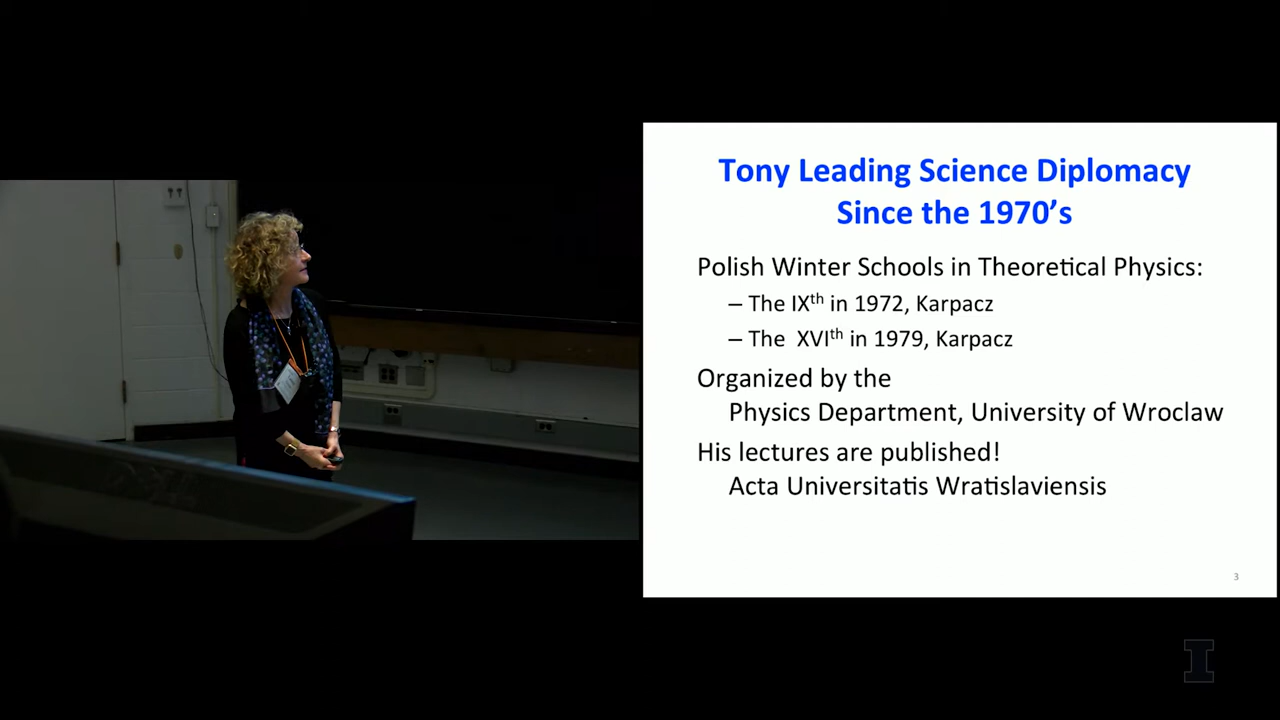 Tony Leading Science Diplomacy
Since the 1970's
Polish Winter Schools in Theoretical Physics:
– The IXth in 1972, Karpacz
– The XVIth in 1979, Karpacz
Organized by the
Physics Department, University of Wroclaw
His lectures are published!
Acta Universitatis Wratislaviensis
3
I